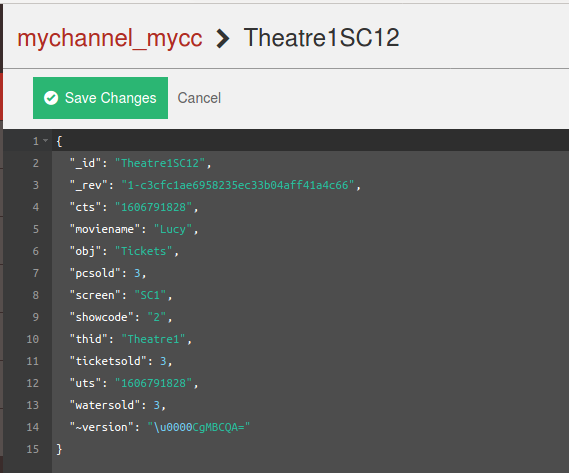 mychannel_mycc > Theatre1SC12
Save Changes Cancel
1 {
2 "_id": "Theatre1SC12",
3 "_rev": "1-c3cfc1ae6958235ec33b04aff41a4c66",
4 "cts": "1606791828",
5 "moviename": "Lucy",
6 "obj": "Tickets",
7 "pcsold": 3,
8 "screen": "SC1",
9 "showcode": "2",
10 "thid": "Theatre1",
11 "ticketsold": 3,
12 "uts": "1606791828",
13 "watersold": 3,
14 "~version": "\u0000CgMBCQA="
15 }